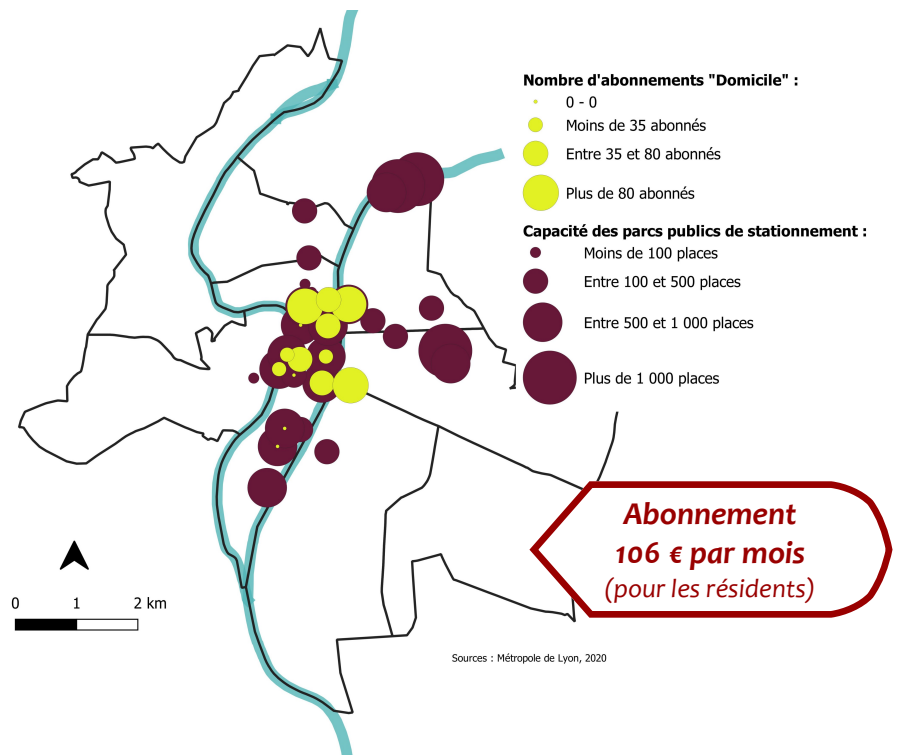 Nombre d'abonnements "Domicile" :
0 - 0
Moins de 35 abonnés
Entre 35 et 80 abonnés
Plus de 80 abonnés
Capacité des parcs publics de stationnement :
Moins de 100 places
Entre 100 et 500 places
Entre 500 et 1 000 places
Plus de 1 000 places
Abonnement
106 € par mois
(pour les résidents)
0 1 2 km
Sources : Métropole de Lyon, 2020